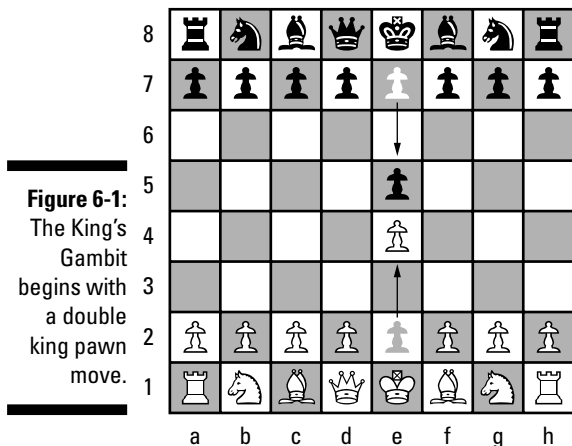 Figure 6-1:
The King's
Gambit
begins with
a double
king pawn
move.
8
7
6
5
4
3
2
1
a b c d e f g h